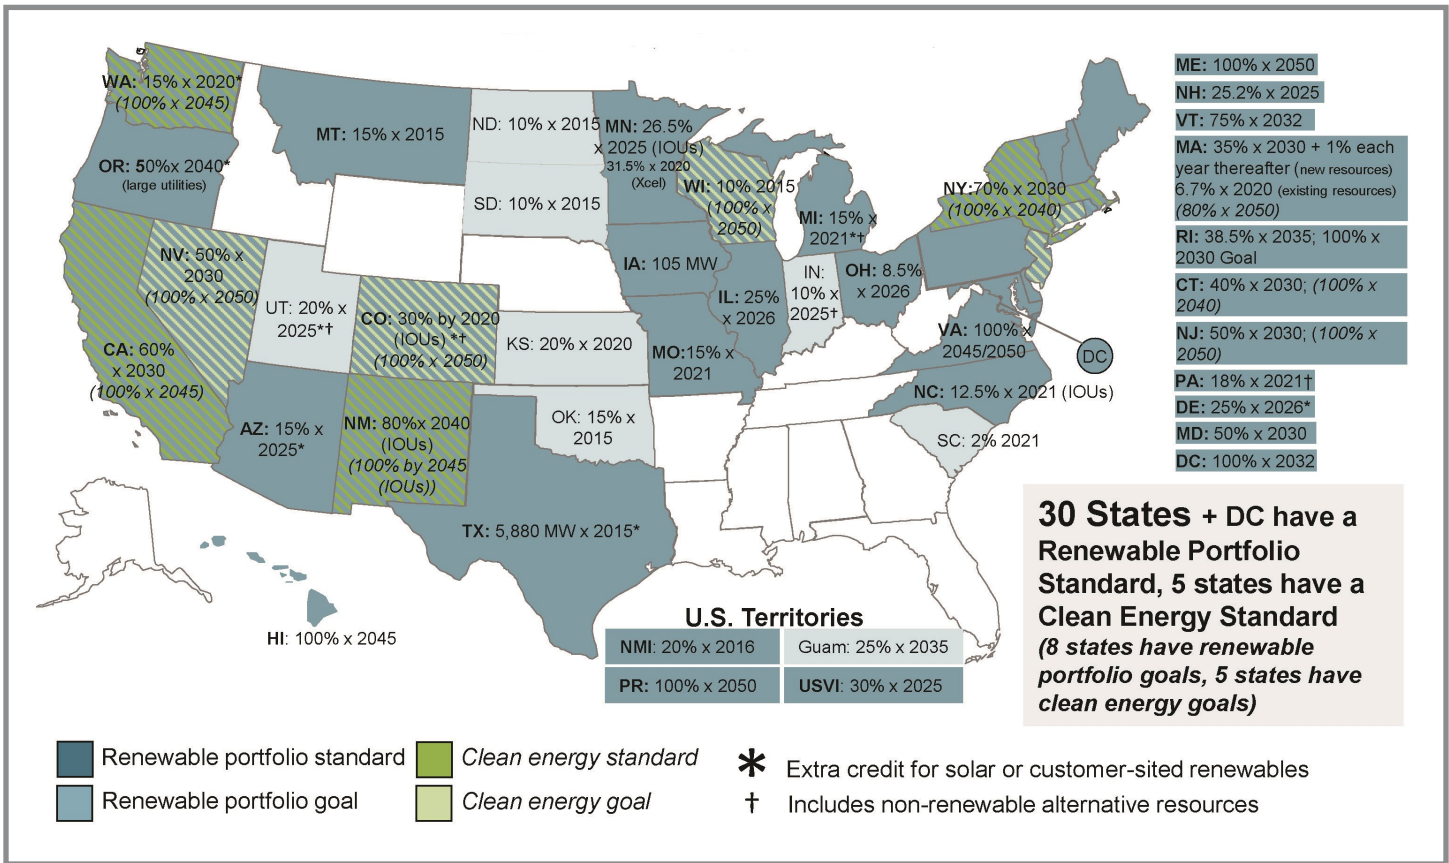 WA: 15% x 2020*
(100% x 2045)
OR: 50%x 2040*
(large utilities)
MT: 15% x 2015
ND: 10% x 2015
SD: 10% x 2015
MN: 26.5%
x 2025 (IOUs)
31.5% x 2020
(Xcel)
WI: 10% 2015
(100% x
2050)
MI: 15% x
2021*†
NY:70% x 2030
(100% x 2040)
NV: 50% x
2030
(100% x 2050)
UT: 20% x
2025*†
CO: 30% by 2020
(IOUs) *†
(100% x 2050)
CA: 60%
x 2030
(100% x 2045)
IA: 105 MW
IL: 25%
x 2026
IN:
10% x
2025†
OH: 8.5%
x 2026
KS: 20% x 2020
MO:15% x
2021
VA: 100% x
2045/2050
DC
NC: 12.5% x 2021 (IOUs)
AZ: 15% x
2025*
NM: 80%x 2040
(IOUs)
(100% by 2045
(IOUs))
OK: 15% x
2015
SC: 2% 2021
TX: 5,880 MW x 2015*
HI: 100% x 2045
ME: 100% x 2050
NH: 25.2% x 2025
VT: 75% x 2032
MA: 35% x 2030 + 1% each
year thereafter (new resources)
6.7% x 2020 (existing resources)
(80% x 2050)
RI: 38.5% x 2035; 100% x
2030 Goal
CT: 40% x 2030; (100% x
2040)
NJ: 50% x 2030; (100% x
2050)
PA: 18% x 2021†
DE: 25% x 2026*
MD: 50% x 2030
DC: 100% x 2032
30 States + DC have a
Renewable Portfolio
Standard, 5 states have a
Clean Energy Standard
(8 states have renewable
portfolio goals, 5 states have
clean energy goals)
U.S. Territories
NMI: 20% x 2016
Guam: 25% x 2035
PR: 100% x 2050
USVI: 30% x 2025
Renewable portfolio standard
Clean energy standard
* Extra credit for solar or customer-sited renewables
Renewable portfolio goal
Clean energy goal
† Includes non-renewable alternative resources